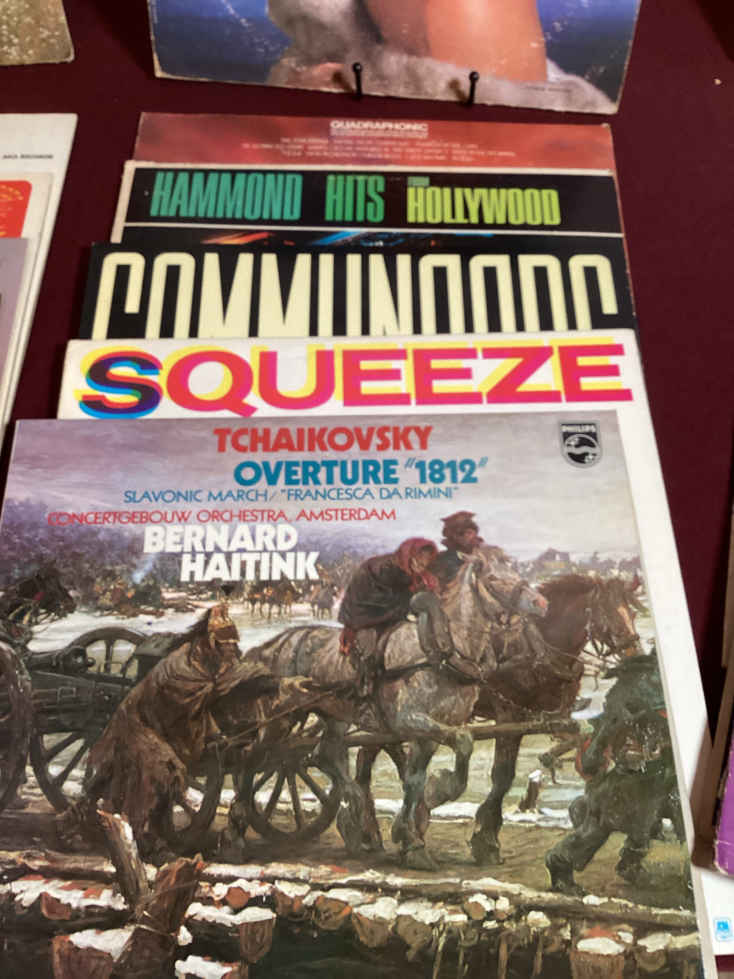 QUADRAPHONIC
HAMMOND HITS FROM HOLLYWOOD
COMMUNARDS
SQUEEZE
TCHAIKOVSKY
PHILIPS
OVERTURE "1812"
SLAVONIC MARCH/"FRANCESCA DA RIMINI"
CONCERTGEBOUW ORCHESTRA, AMSTERDAM
BERNARD
HAITINK